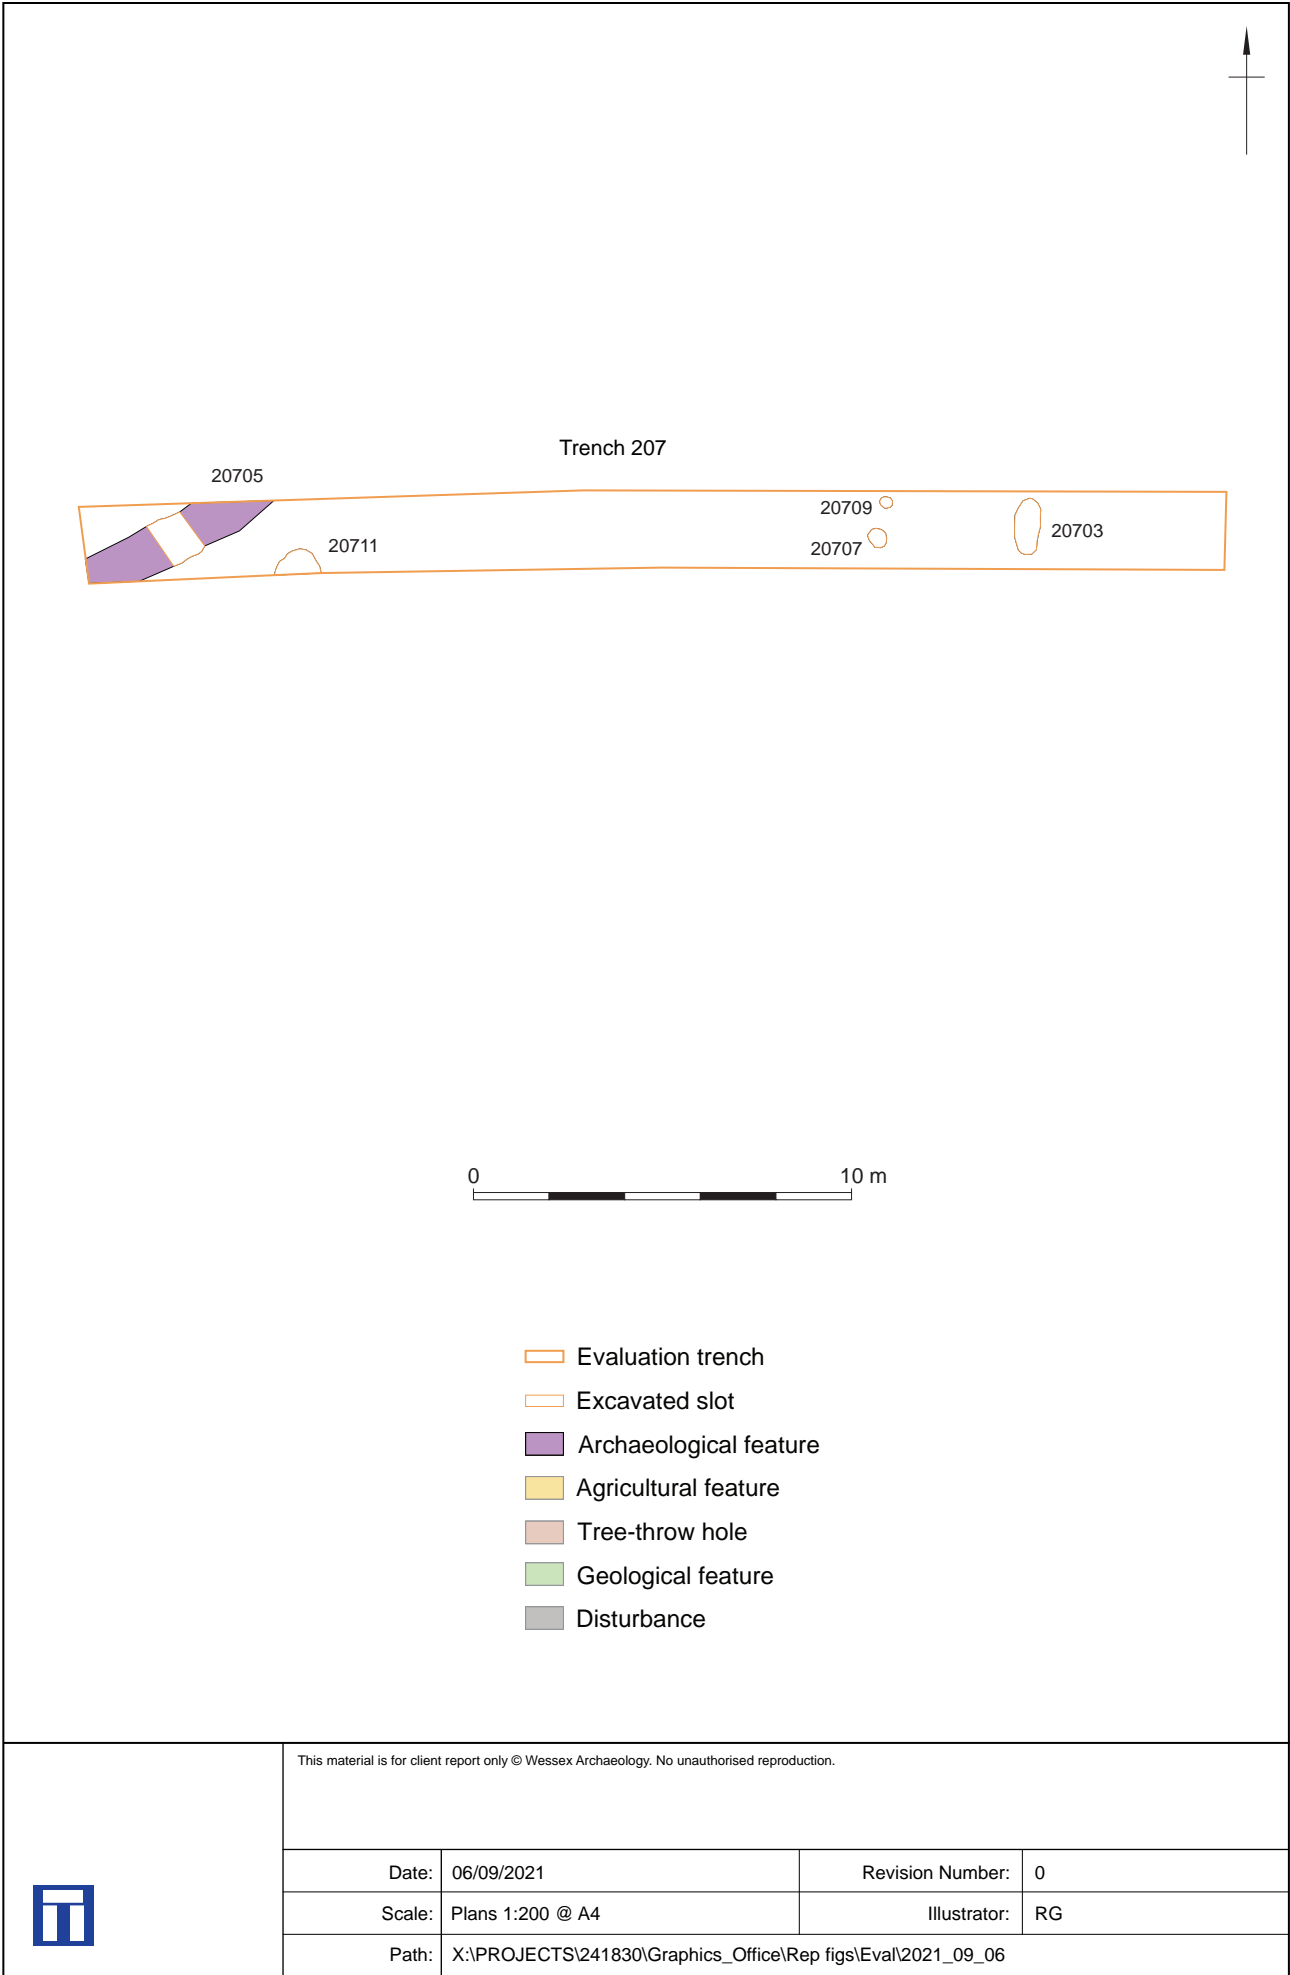 Trench 207
20705
20709
20703
20711
20707
0 10 m
Evaluation trench
Excavated slot
Archaeological feature
Agricultural feature
Tree-throw hole
Geological feature
Disturbance
This material is for client report only © Wessex Archaeology. No unauthorised reproduction.
Date: 06/09/2021 Revision Number: 0
Scale: Plans 1:200 @ A4 Illustrator: RG
Path: X:\PROJECTS\241830\Graphics_Office\Rep figs\Eval\2021_09_06